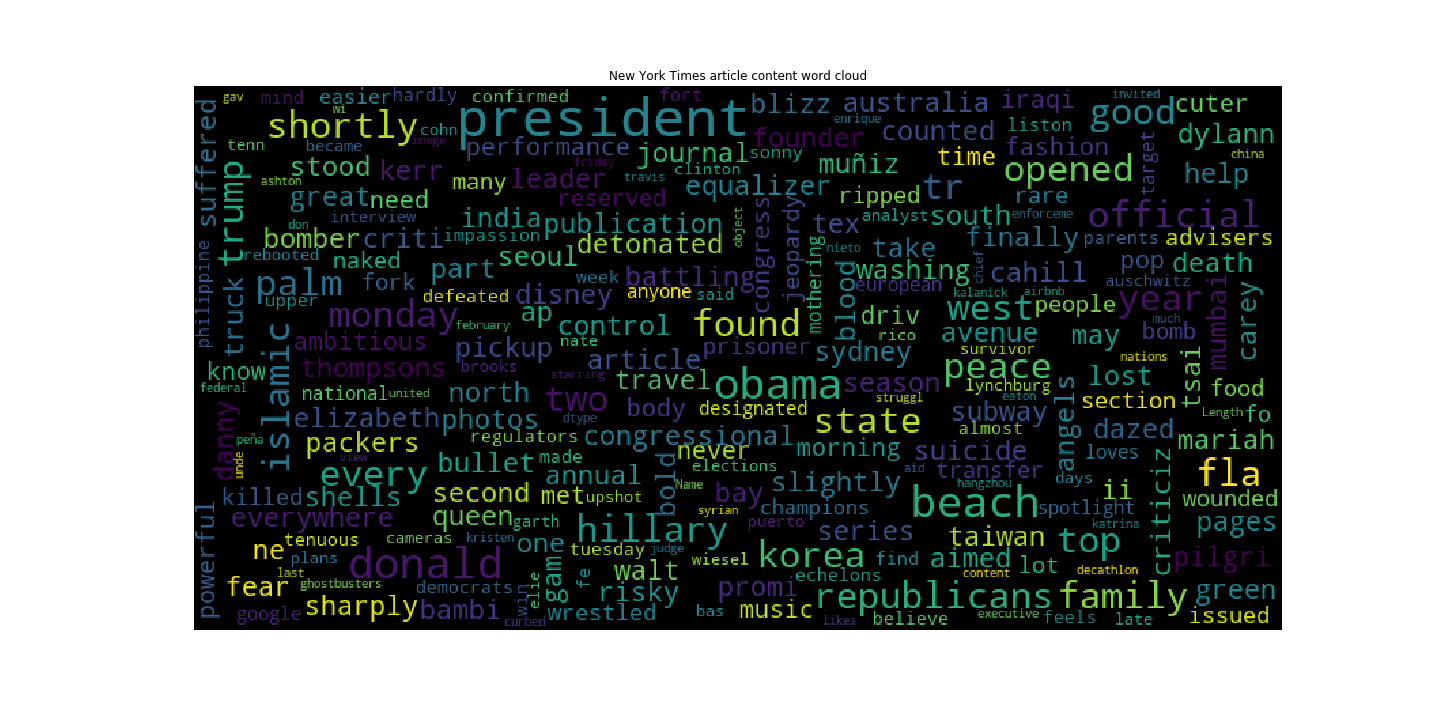 New York Times article content word cloud
gav mind easier hardly confirmed fort blizz australia iraqi good invited cuter
wi shortly cohn president enrique founder counted liston dylann
suffered tenn became image performance journal sonny muñiz time fashion target china
stood kerr friday travis clinton equalizer opened help
ashton great need many leader reserved ripped tr rare
trump don interview india publication congress jeopardy tex analyst south enforceme official
bomber criti impassion detonated object nieto finally parents advisers
philippine rebooted naked seoul battling take chief pop death
truck fork part week said mothering blood washing cahill auschwitz
palm upper defeated disney anyone european kalanick airbnb people year mumbai carey
islamic monday february ap control found driv west much bomb
ambitious nate prisoner rico avenue may
know thompsons pickup article sydney survivor peace nations tsai
federal brooks starring travel obama season lynchburg lost food
national united north two body designated struggl eaton section Length fo
danny elizabeth photos dtype state subway angels dazed
peña unde packers regulators congressional morning almost mariah
view made never suicide loves
every bullet annual bold elections aid transfer days fla
killed shells second met upshot Name bay slightly hangzhou beach ii wounded
powerful everywhere queen garth syrian champions spotlight criticiz pages
cameras kristen hillary puerto series katrina
ne tenuous one tuesday judge taiwan top
plans donald gam wiesel korea find aimed lot decathlon pilgri
last fe walt echelons content
fear ghostbusters democrats win elie risky promi republicans family green
google sharply bambi curbed wrestled bas music likes believe executive feels late issued